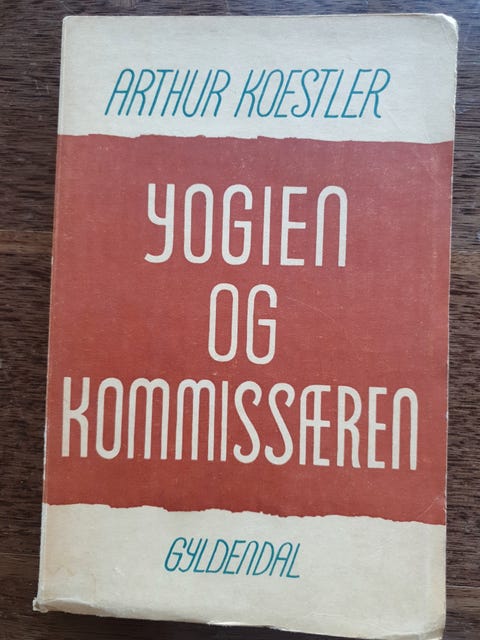 ARTHUR KOESTLER
YOGIEN
OG
KOMMISSÆREN
GYLDENDAL